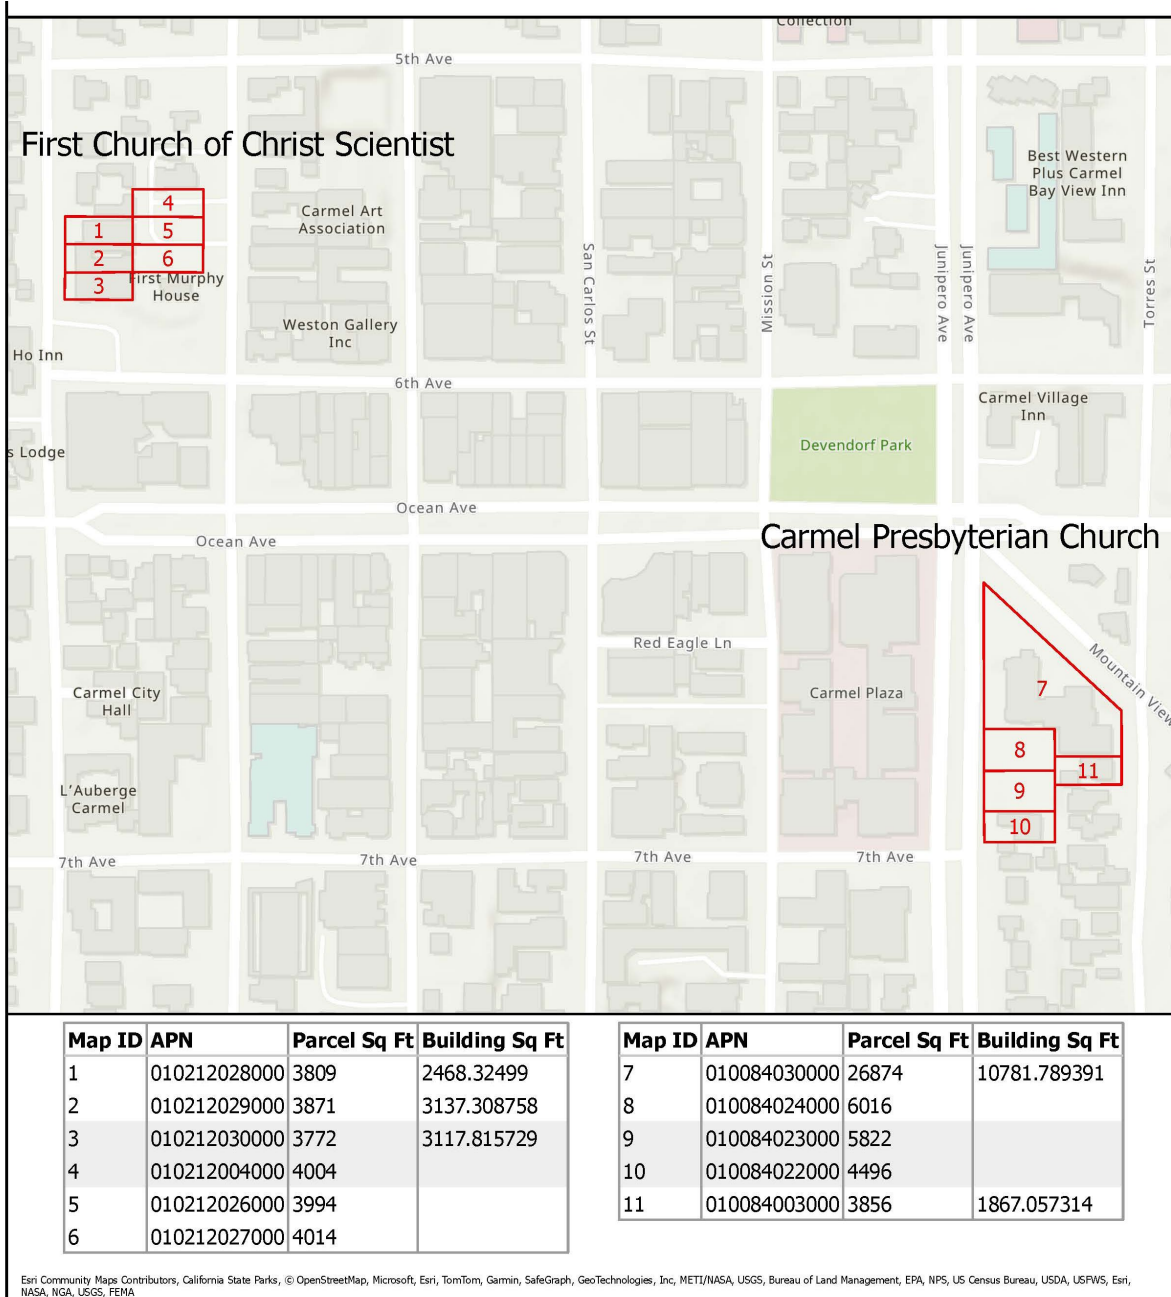 Collection
5th Ave
First Church of Christ Scientist
Best Western
Plus Carmel
Bay View Inn
4
1
5
2
6
3
First Murphy
House
Carmel Art
Association
San Carlos St
Mission St
Junipero Ave
Junipero Ave
Torres St
Weston Gallery
Inc
Ho Inn
6th Ave
Carmel Village
Inn
s Lodge
Devendorf Park
Ocean Ave
Ocean Ave
Carmel Presbyterian Church
Red Eagle Ln
Mountain View
Carmel City
Hall
Carmel Plaza
7
8
11
9
10
L'Auberge
Carmel
7th Ave
7th Ave
7th Ave
7th Ave
Map ID APN Parcel Sq Ft Building Sq Ft
1 010212028000 3809 2468.32499
2 010212029000 3871 3137.308758
3 010212030000 3772 3117.815729
4 010212004000 4004
5 010212026000 3994
6 010212027000 4014
Map ID APN Parcel Sq Ft Building Sq Ft
7 010084030000 26874 10781.789391
8 010084024000 6016
9 010084023000 5822
10 010084022000 4496
11 010084003000 3856 1867.057314
Esri Community Maps Contributors, California State Parks, © OpenStreetMap, Microsoft, Esri, TomTom, Garmin, SafeGraph, GeoTechnologies, Inc, METI/NASA, USGS, Bureau of Land Management, EPA, NPS, US Census Bureau, USDA, USFWS, Esri,
NASA, NGA, USGS, FEMA